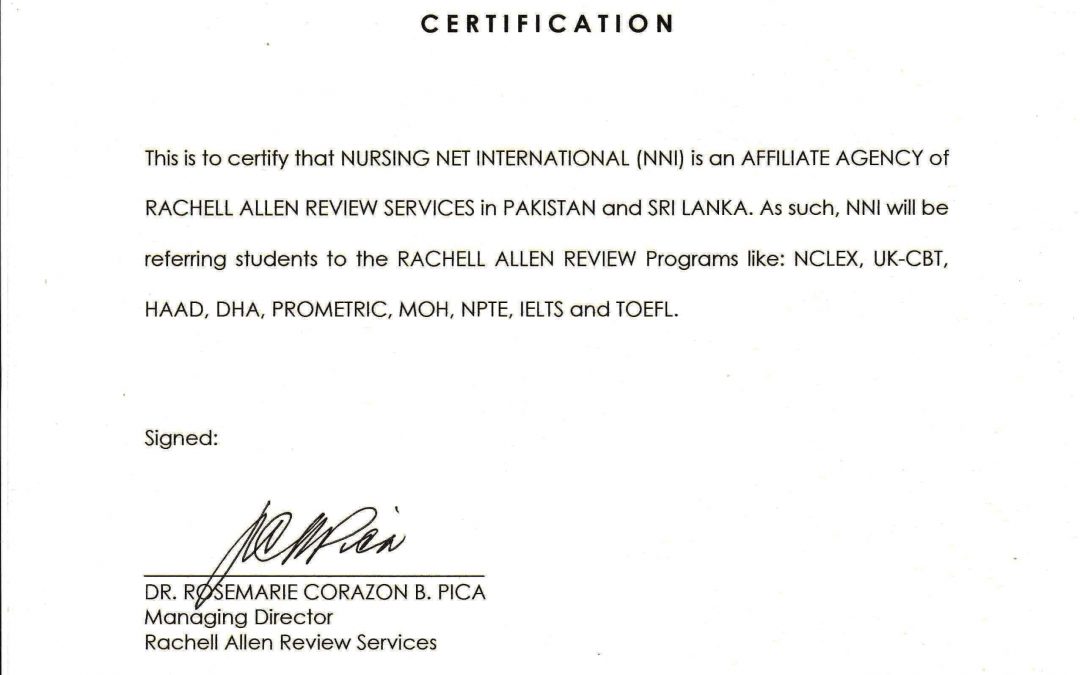 CERTIFICATION
This is to certify that NURSING NET INTERNATIONAL (NNI) is an AFFILIATE AGENCY of
RACHELL ALLEN REVIEW SERVICES in PAKISTAN and SRI LANKA. As such, NNI will be
referring students to the RACHELL ALLEN REVIEW Programs like: NCLEX, UK-CBT,
HAAD, DHA, PROMETRIC, MOH, NPTE, IELTS and TOEFL.
Signed:
DR. ROSEMARIE CORAZON B. PICA
Managing Director
Rachell Allen Review Services